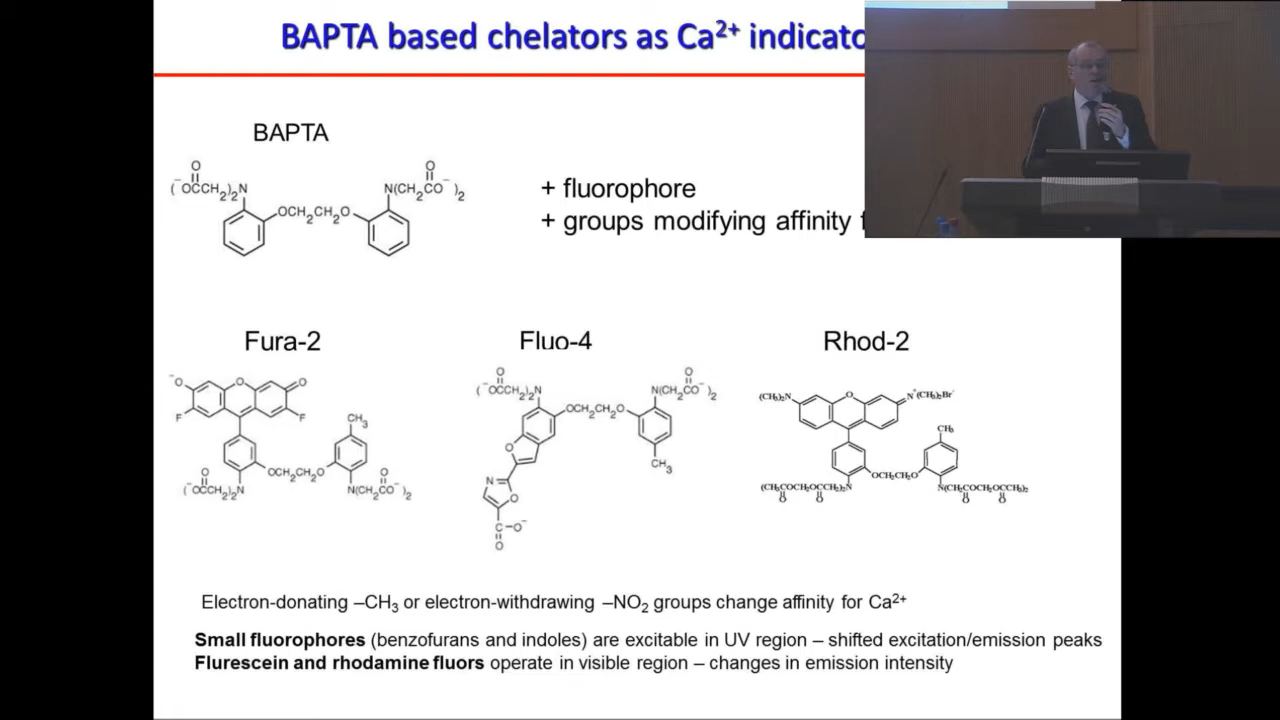 BAPTA based chelators as Ca²⁺ indicato
BAPTA
+ fluorophore
+ groups modifying affinity f
(⁻OCCH₂)₂N
O
OCH₂CH₂O
N(CH₂CO⁻)₂
O
Fura-2
Fluo-4
Rhod-2
⁻O
O
O
F
F
CH₃
OCH₂CH₂O
(⁻OCCH₂)₂N
O
N(CH₂CO⁻)₂
O
(⁻OCCH₂)₂N
O
OCH₂CH₂O
N(CH₂CO⁻)₂
O
CH₃
O
N
O
C–O⁻
O
(CH₃)₂N
O
N⁺(CH₃)₂Br⁻
CH₃
OCH₂CH₂O
(CH₃COCH₂OCCH₂)₂N
O
O
N(CH₂COCH₂OCCH₃)₂
O
O
Electron-donating –CH₃ or electron-withdrawing –NO₂ groups change affinity for Ca²⁺
Small fluorophores (benzofurans and indoles) are excitable in UV region – shifted excitation/emission peaks
Flurescein and rhodamine fluors operate in visible region – changes in emission intensity